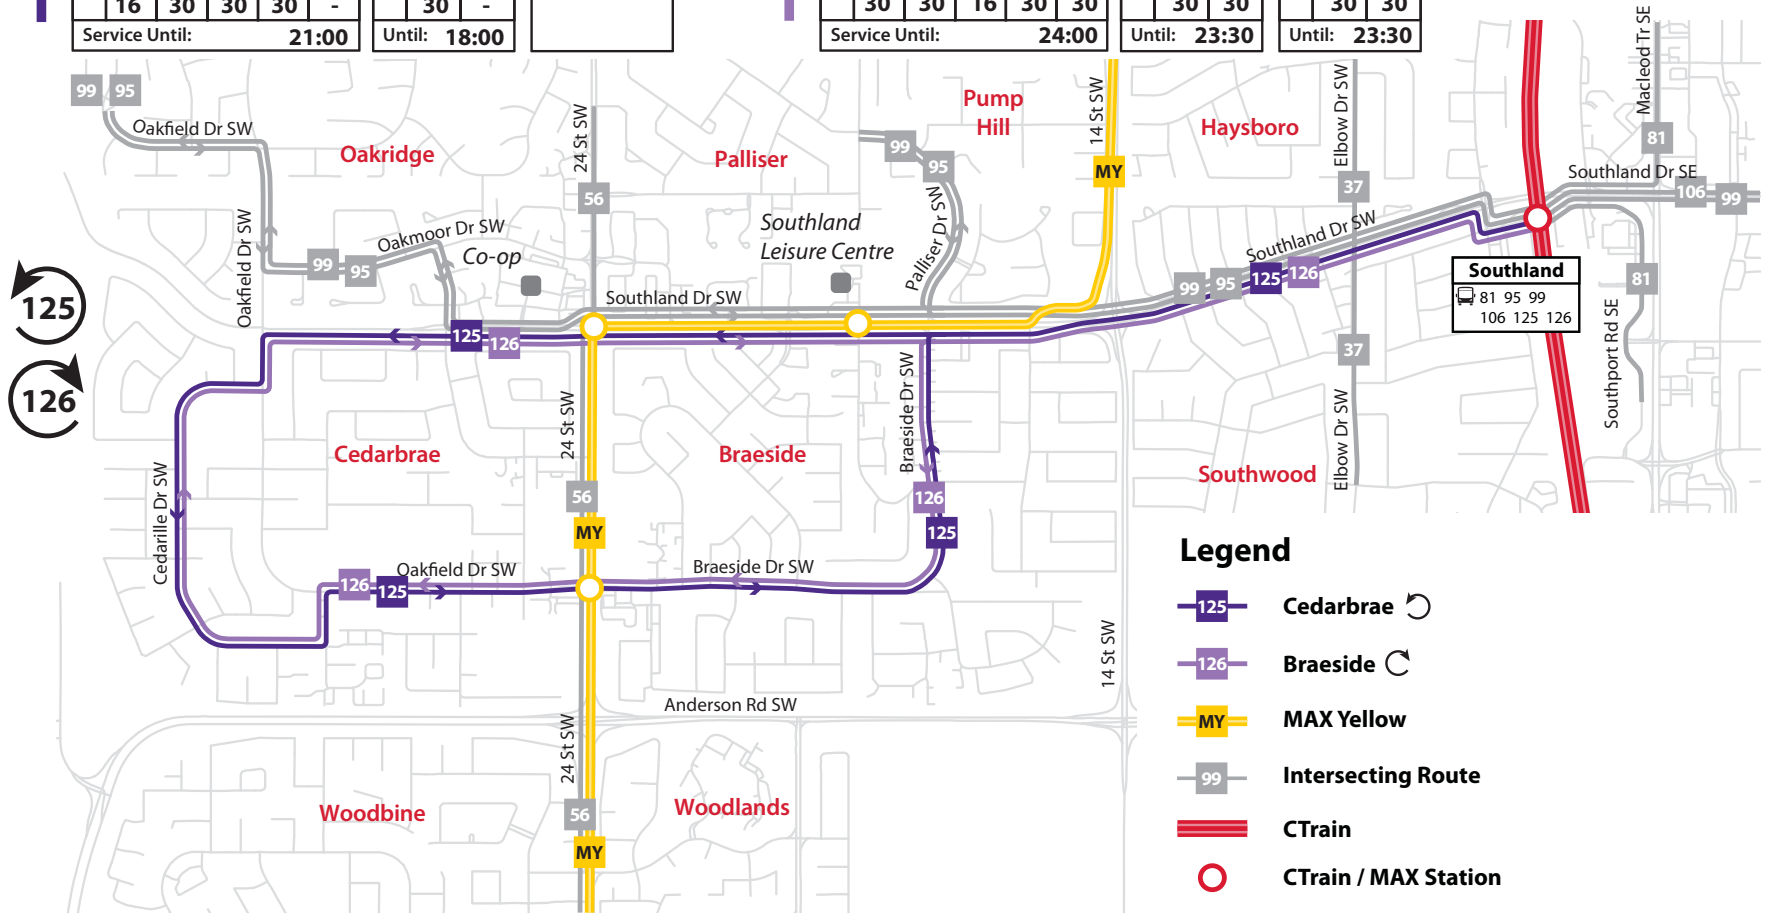 16 30 30 30 -
30 -
30 30 16 30 30
30 30
30 30
Service Until: 21:00
Until: 18:00
Service Until: 24:00
Until: 23:30
Until: 23:30
99
95
Oakfield Dr SW
Oakridge
24 St SW
56
Palliser
Pump
Hill
99
95
Palliser Dr SW
14 St SW
MY
Haysboro
Elbow Dr SW
37
Macleod Tr SE
81
Southland Dr SE
106
99
Oakfield Dr SW
99
95
Oakmoor Dr SW
Co-op
Southland
Leisure Centre
Southland Dr SW
Southland Dr SW
99
95
125
126
Southland
81 95 99
106 125 126
81
Southport Rd SE
125
126
125
126
37
Elbow Dr SW
Cedarbrae
24 St SW
Braeside
Braeside Dr SW
Southwood
Cedarille Dr SW
56
MY
126
125
126
125
Oakfield Dr SW
Braeside Dr SW
14 St SW
Anderson Rd SW
24 St SW
Woodbine
56
Woodlands
MY
Legend
125 Cedarbrae
126 Braeside
MY MAX Yellow
99 Intersecting Route
CTrain
CTrain / MAX Station